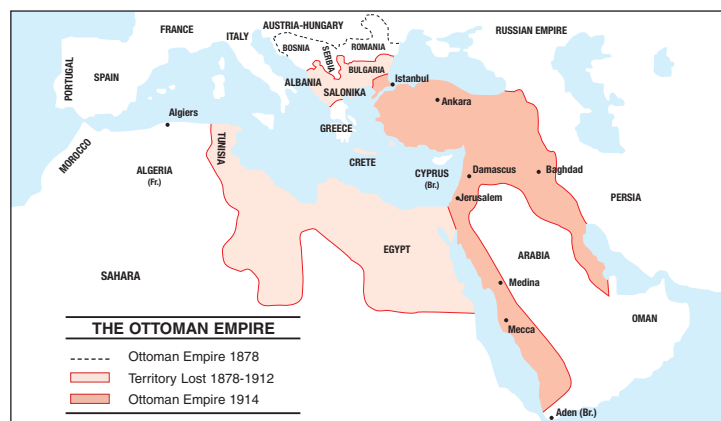 AUSTRIA-HUNGARY
FRANCE
ITALY
RUSSIAN EMPIRE
BOSNIA
SERBIA
ROMANIA
PORTUGAL
SPAIN
BULGARIA
ALBANIA
Istanbul
SALONIKA
Ankara
Algiers
GREECE
MOROCCO
TUNISIA
CRETE
ALGERIA
(Fr.)
CYPRUS
(Br.)
Damascus
Baghdad
Jerusalem
PERSIA
EGYPT
ARABIA
SAHARA
Medina
OMAN
Mecca
THE OTTOMAN EMPIRE
Ottoman Empire 1878
Territory Lost 1878-1912
Ottoman Empire 1914
Aden (Br.)